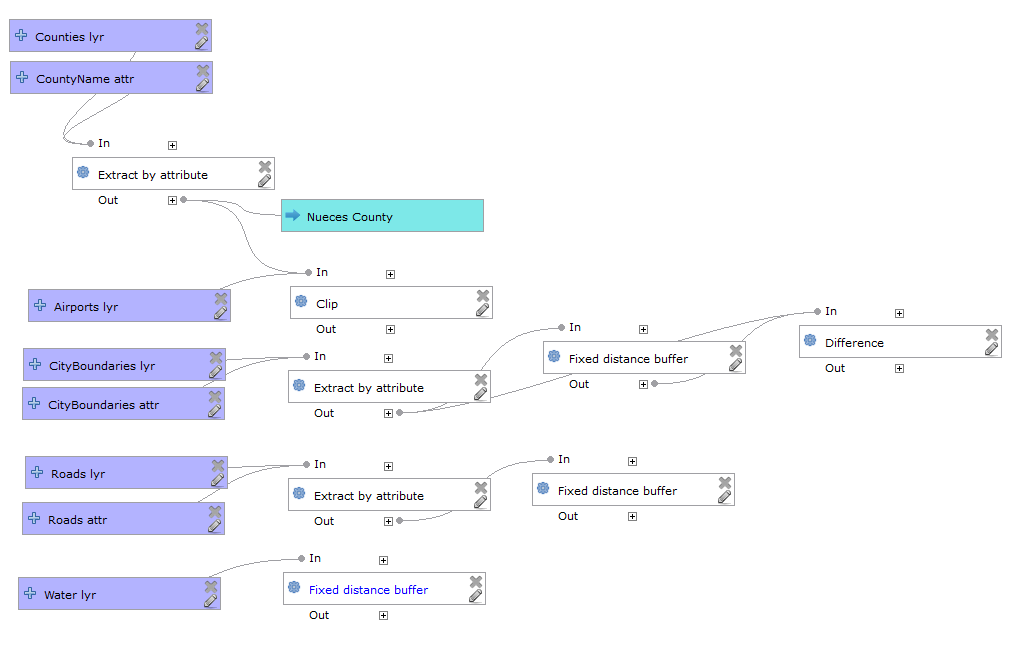 Counties lyr
CountyName attr
In
Extract by attribute
Out
Nueces County
In
Airports lyr
Clip
Out
In
CityBoundaries lyr
CityBoundaries attr
Extract by attribute
Out
In
Fixed distance buffer
Out
In
Difference
Out
In
Roads lyr
Roads attr
Extract by attribute
Out
In
Fixed distance buffer
Out
In
Water lyr
Fixed distance buffer
Out